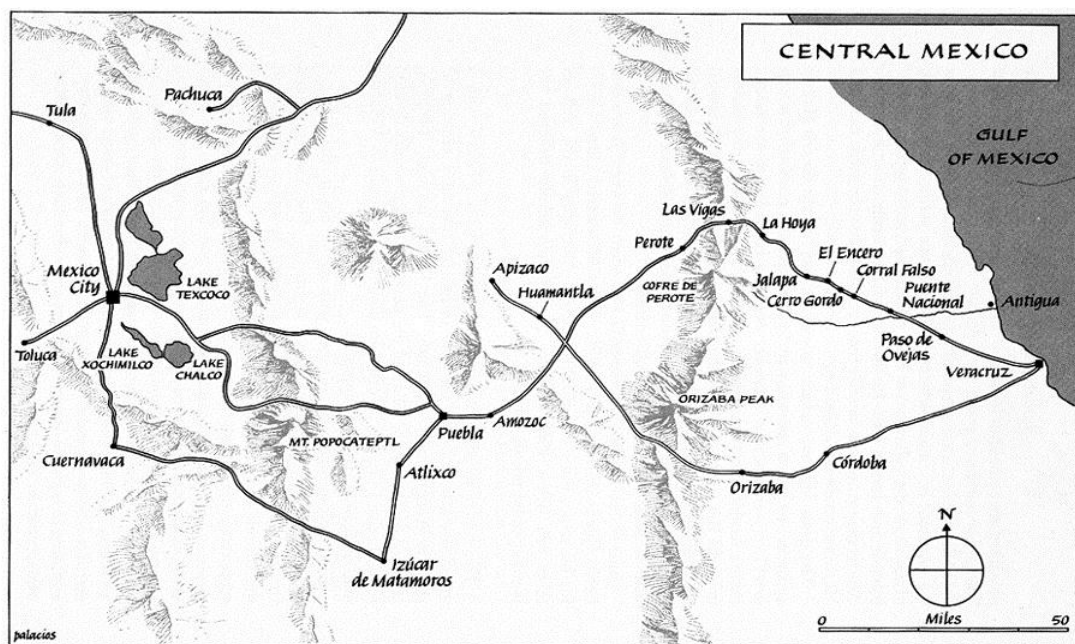 CENTRAL MEXICO
GULF
OF MEXICO
Pachuca
Tula
Las Vigas
La Hoya
Perote
El Encero
Corral Falso
Mexico
City
LAKE
TEXCOCO
Apizaco
Huamantla
COFRE DE
PEROTE
Jalapa
Cerro Gordo
Puente
Nacional
Antigua
Toluca
LAKE
XOCHIMILCO
LAKE
CHALCO
Paso de
Ovejas
Veracruz
ORIZABA PEAK
MT. POPOCATEPTL
Puebla
Amozoc
Cuernavaca
Atlixco
Córdoba
Orizaba
Izúcar
de Matamoros
N
0 Miles 50
palacios